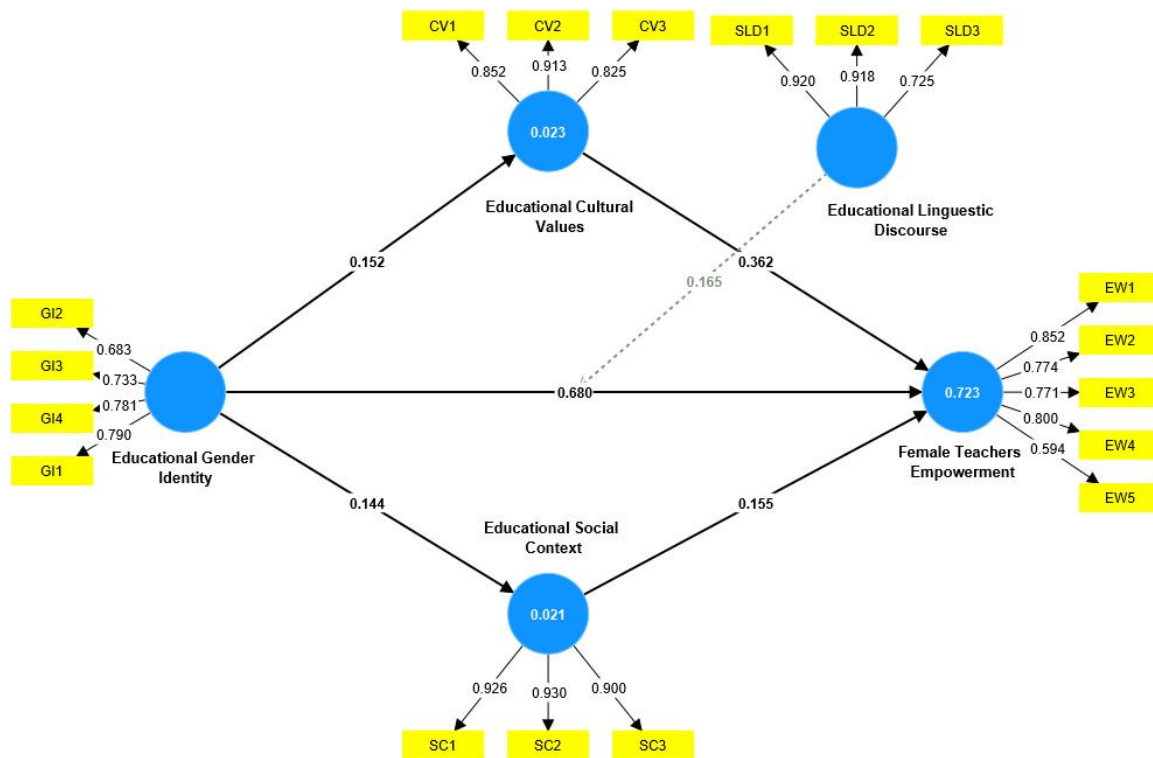 CV1
CV2
CV3
SLD1
SLD2
SLD3
0.852
0.913
0.825
0.920
0.918
0.725
0.023
Educational Cultural
Values
Educational Linguestic
Discourse
0.152
0.362
0.165
GI2
GI3
GI4
GI1
0.683
0.733
0.781
0.790
Educational Gender
Identity
0.680
EW1
EW2
EW3
EW4
EW5
0.852
0.774
0.771
0.800
0.594
0.723
Female Teachers
Empowerment
0.144
0.155
Educational Social
Context
0.021
0.926
0.930
0.900
SC1
SC2
SC3